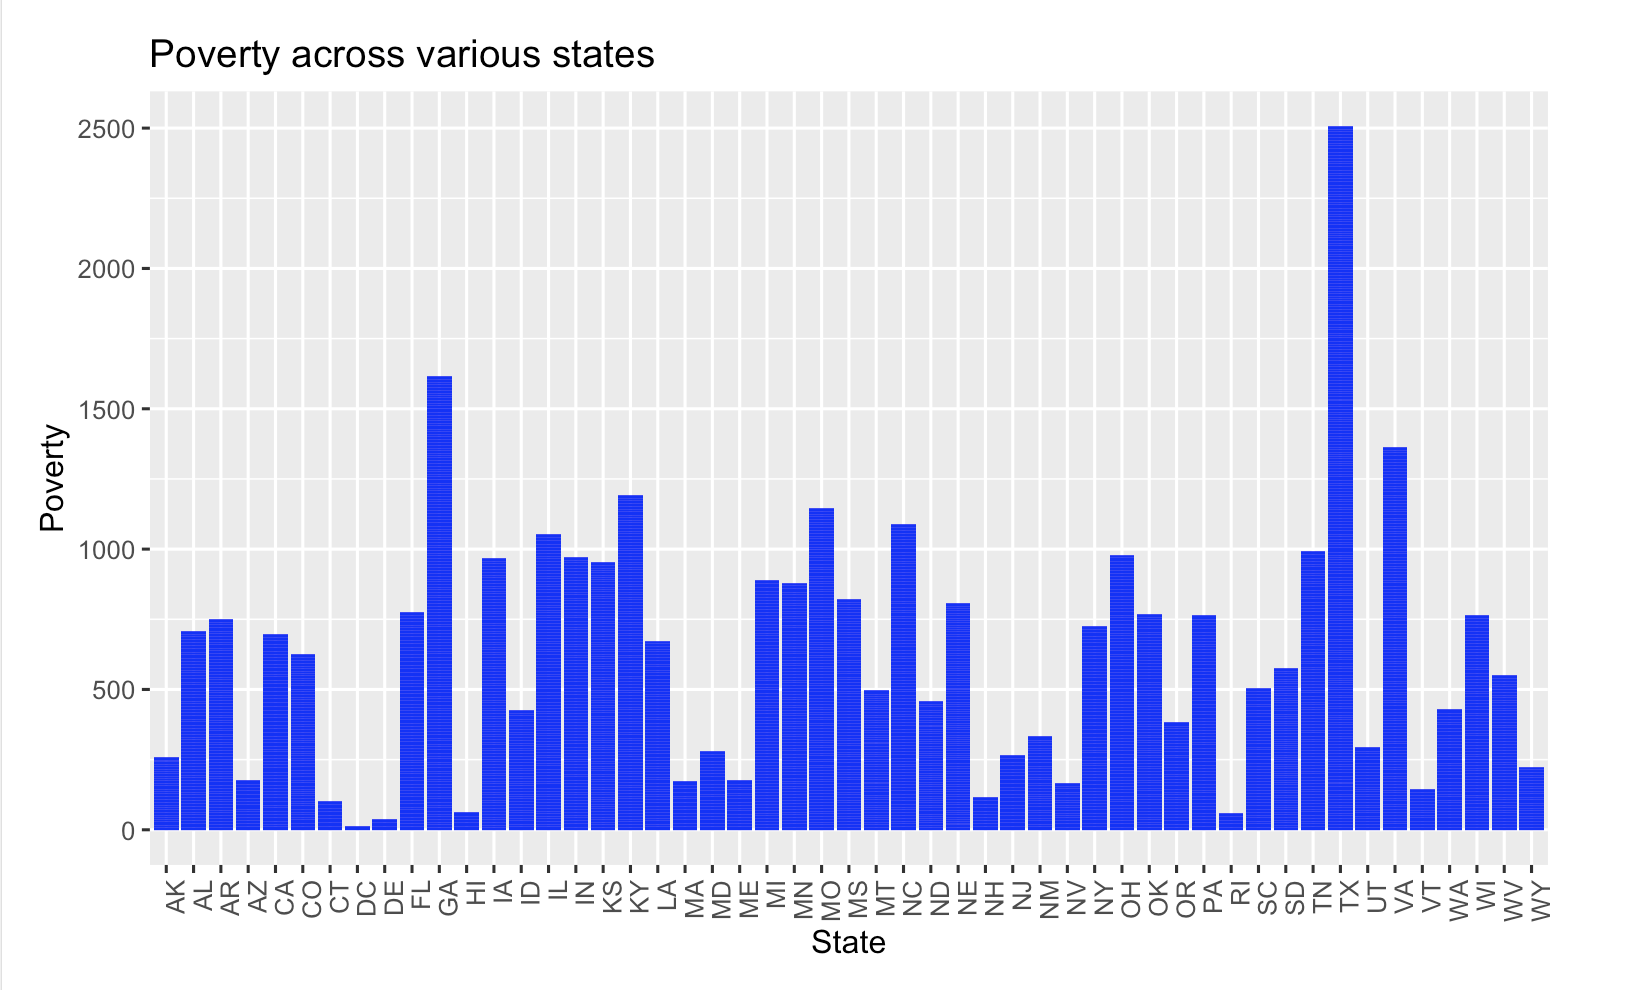 Poverty across various states
2500
2000
1500
1000
500
0
Poverty
AK AL AR AZ CA CO CT DC DE FL GA HI IA ID IL IN KS KY LA MA MD ME MI MN MO MS MT NC ND NE NH NJ NM NV NY OH OK OR PA RI SC SD TN TX UT VA VT WA WI WV WY
State